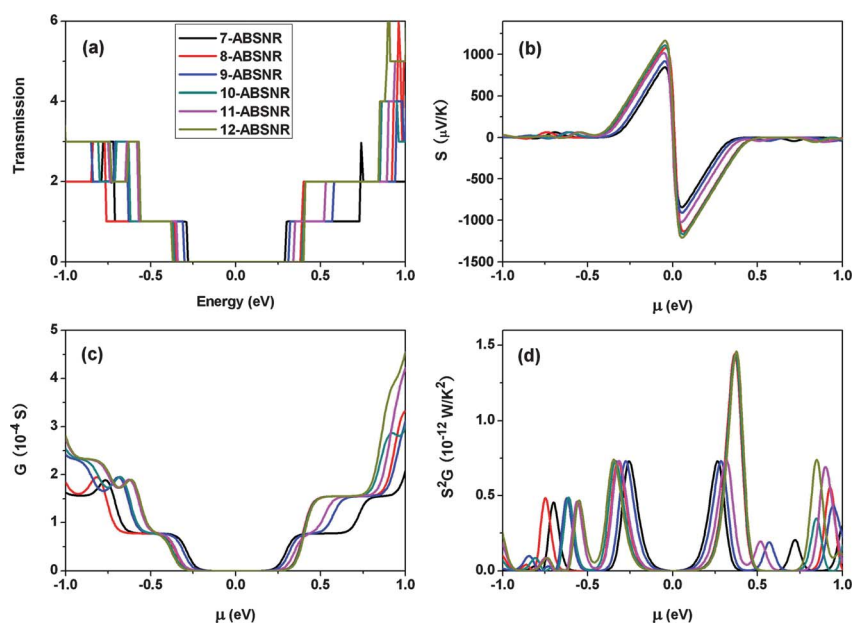 (a)
7-ABSNR
8-ABSNR
9-ABSNR
10-ABSNR
11-ABSNR
12-ABSNR
Transmission
6
4
2
0
-1.0 -0.5 0.0 0.5 1.0
Energy (eV)
(b)
S (μV/K)
1000
500
0
-500
-1000
-1500
-1.0 -0.5 0.0 0.5 1.0
μ (eV)
(c)
G (10⁻⁴ S)
5
4
3
2
1
0
-1.0 -0.5 0.0 0.5 1.0
μ (eV)
(d)
S²G (10⁻¹² W/K²)
1.5
1.0
0.5
0.0
-1.0 -0.5 0.0 0.5 1.0
μ (eV)